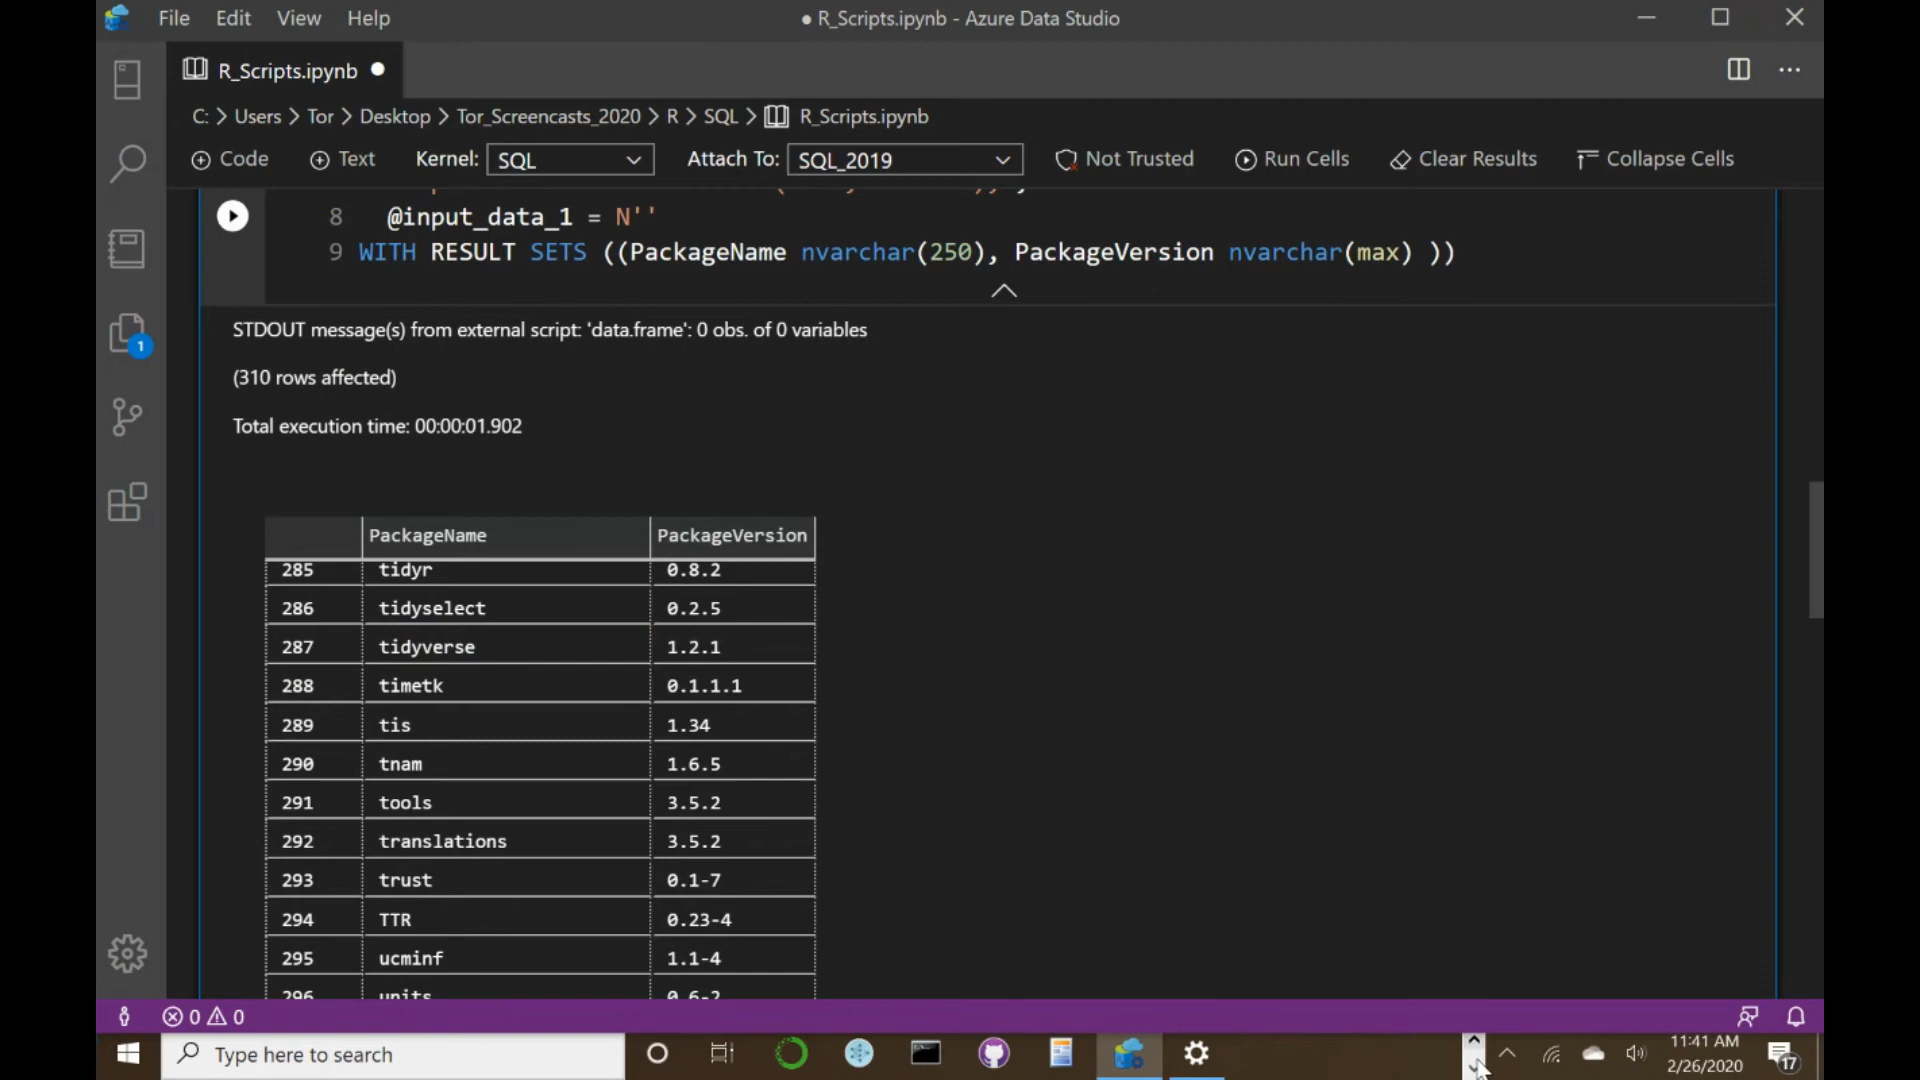 File Edit View Help
● R_Scripts.ipynb - Azure Data Studio
R_Scripts.ipynb ●
C: > Users > Tor > Desktop > Tor_Screencasts_2020 > R > SQL > R_Scripts.ipynb
Code Text Kernel: SQL Attach To: SQL_2019 Not Trusted Run Cells Clear Results Collapse Cells
8 @input_data_1 = N''
9 WITH RESULT SETS ((PackageName nvarchar(250), PackageVersion nvarchar(max) ))
STDOUT message(s) from external script: 'data.frame': 0 obs. of 0 variables
1
(310 rows affected)
Total execution time: 00:00:01.902
PackageName PackageVersion
285 tidyr 0.8.2
286 tidyselect 0.2.5
287 tidyverse 1.2.1
288 timetk 0.1.1.1
289 tis 1.34
290 tnam 1.6.5
291 tools 3.5.2
292 translations 3.5.2
293 trust 0.1-7
294 TTR 0.23-4
295 ucminf 1.1-4
296 units 0.6-2
0 0
Type here to search
11:41 AM
2/26/2020
17